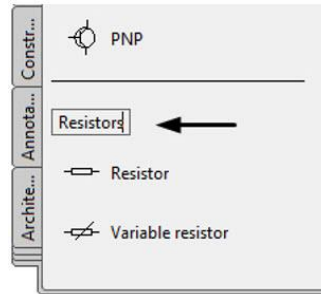 Constr...
PNP
Annota...
Resistors
Archite...
Resistor
Variable resistor